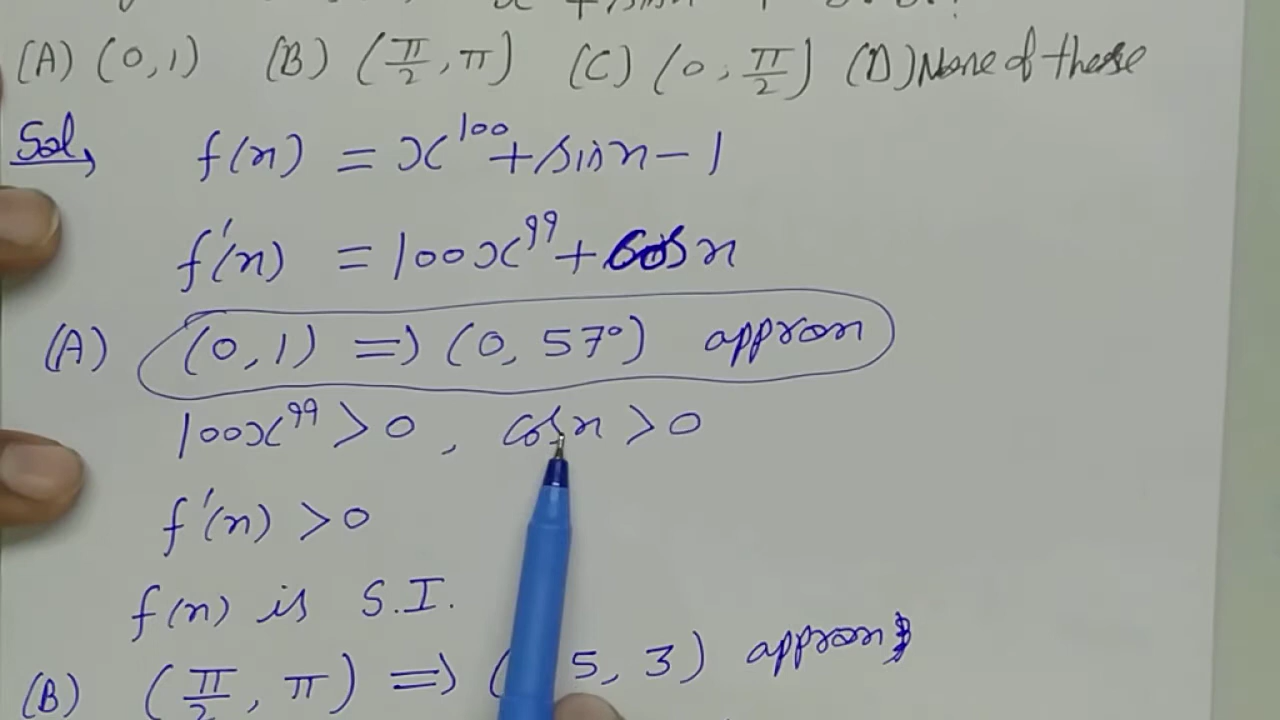 (A) (0, 1) (B) (π/2, π) (C) (0, π/2) (D) None of these
Sol, f(x) = x^100 + sin x - 1
f'(x) = 100x^99 + cos x
(A) (0, 1) => (0, 57°) approx
100x^99 > 0, cos x > 0
f'(x) > 0
f(x) is S.I.
(B) (π/2, π) => ( 5, 3) approx